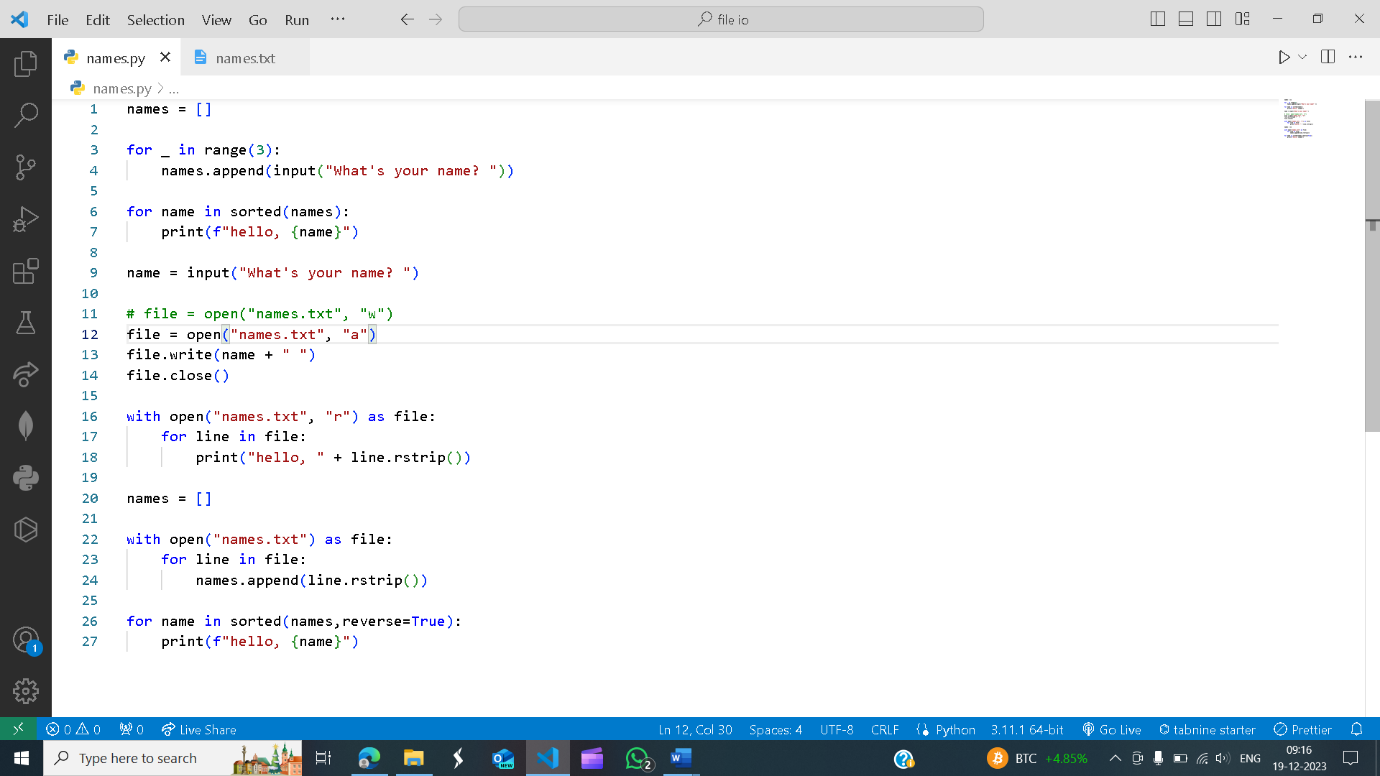 File Edit Selection View Go Run ··· file io
names.py names.txt
names.py > ...
1 names = []
2
3 for _ in range(3):
4     names.append(input("What's your name? "))
5
6 for name in sorted(names):
7     print(f"hello, {name}")
8
9 name = input("What's your name? ")
10
11 # file = open("names.txt", "w")
12 file = open("names.txt", "a")
13 file.write(name + " ")
14 file.close()
15
16 with open("names.txt", "r") as file:
17     for line in file:
18         print("hello, " + line.rstrip())
19
20 names = []
21
22 with open("names.txt") as file:
23     for line in file:
24         names.append(line.rstrip())
25
26 for name in sorted(names,reverse=True):
27     print(f"hello, {name}")
1
0 0 0 Live Share Ln 12, Col 30 Spaces: 4 UTF-8 CRLF Python 3.11.1 64-bit Go Live tabnine starter Prettier
Type here to search NEW 2 W BTC +4.85% ENG 09:16
19-12-2023